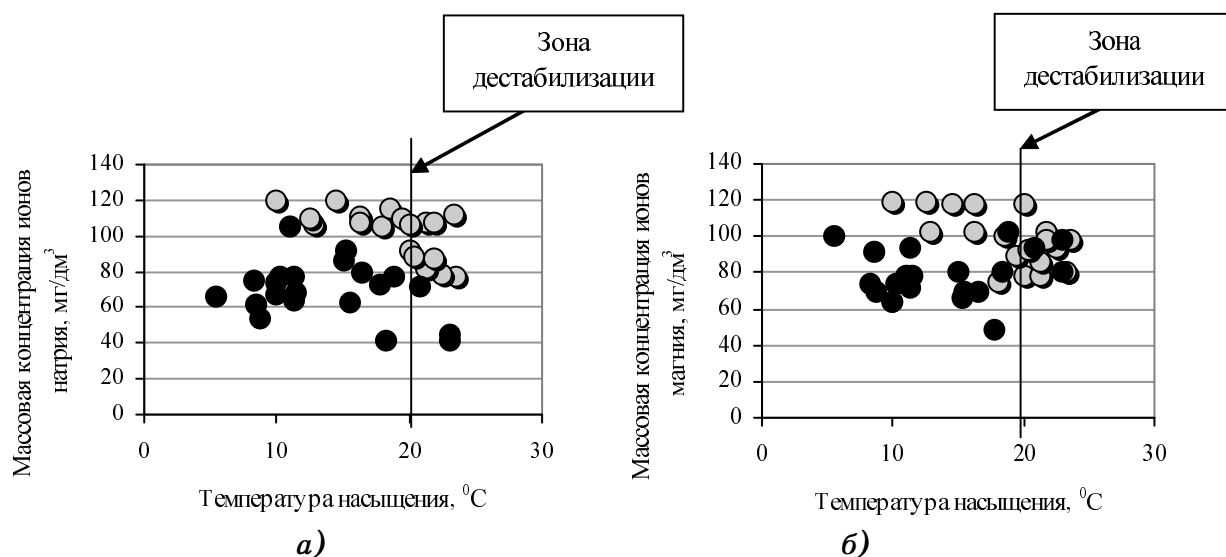 Зона
дестабилизации
Массовая концентрация ионов
натрия, мг/дм³
140
120
100
80
60
40
20
0
0 10 20 30
Температура насыщения, ⁰С
а)
Зона
дестабилизации
Массовая концентрация ионов
магния, мг/дм³
140
120
100
80
60
40
20
0
0 10 20 30
Температура насыщения, ⁰С
б)